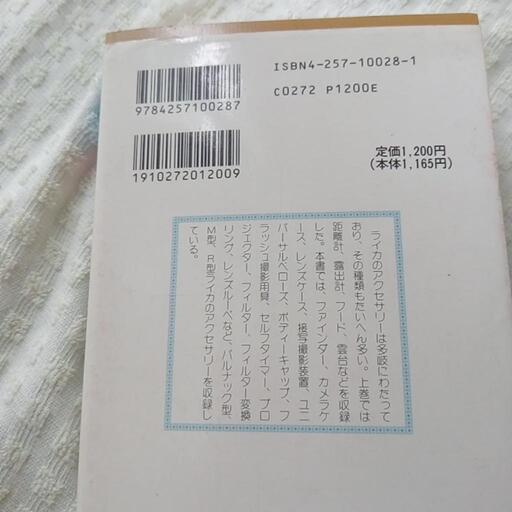 ISBN4-257-10028-1
C0272 P1200E
9784257100287
1910272012009
定価1,200円
(本体1,165円)
ライカのアクセサリーは多岐にわたって
おり、その種類もたいへん多い。上巻では
距離計、露出計、フード、雲台などを収録
した。本書では、ファインダー、カメラケ
ース、レンズケース、接写撮影装置、ユニ
バーサルベローズ、ボディーキャップ、フ
ラッシュ撮影用具、セルフタイマー、プロ
ジェクター、フィルター、フィルター変換
リング、レンズルーペなど、バルナック型、
M型、R型ライカのアクセサリーを収録し
ている。